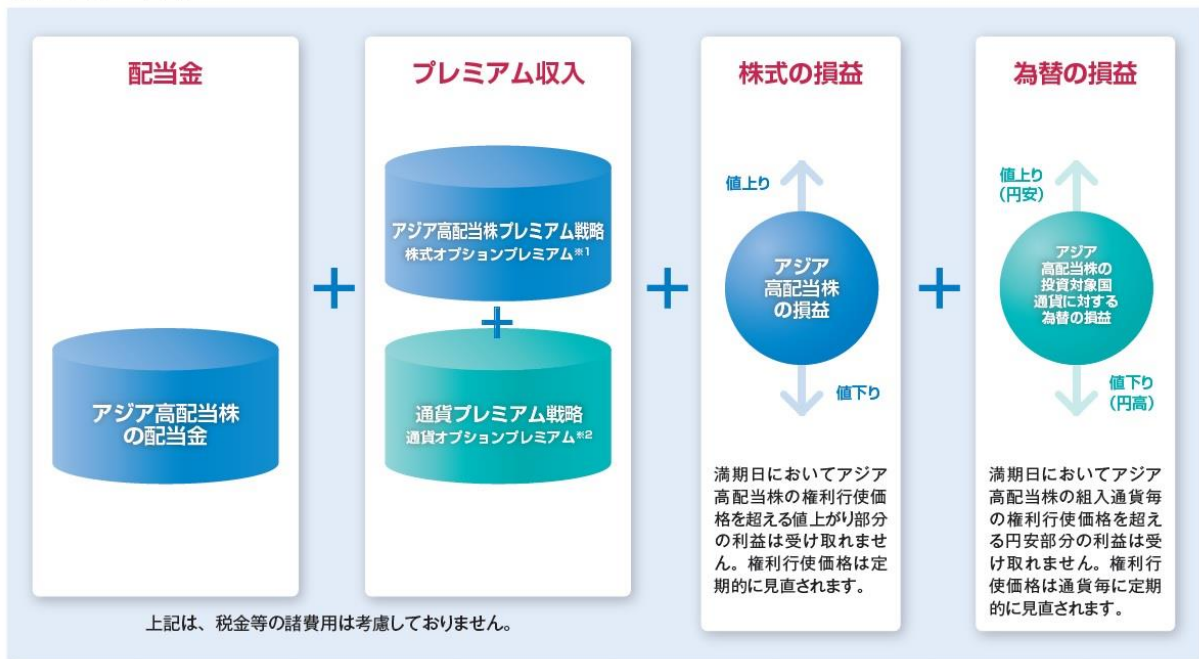 配当金
アジア高配当株
の配当金
プレミアム収入
アジア高配当株プレミアム戦略
株式オプションプレミアム※1
+
通貨プレミアム戦略
通貨オプションプレミアム※2
+
+
+
株式の損益
値上り
アジア
高配当株
の損益
値下り
満期日においてアジア
高配当株の権利行使価
格を超える値上がり部分
の利益は受け取れませ
ん。権利行使価格は定
期的に見直されます。
為替の損益
値上り
(円安)
アジア
高配当株の
投資対象国
通貨に対する
為替の損益
値下り
(円高)
満期日においてアジア
高配当株の組入通貨毎
の権利行使価格を超え
る円安部分の利益は受
け取れません。権利行
使価格は通貨毎に定期
的に見直されます。
上記は、税金等の諸費用は考慮しておりません。